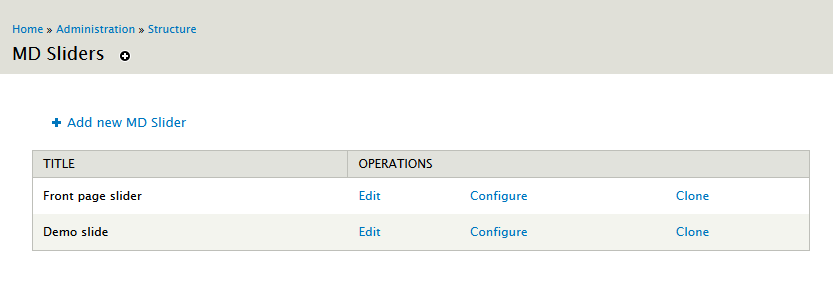 Home » Administration » Structure
MD Sliders
Add new MD Slider
TITLE OPERATIONS
Front page slider Edit Configure Clone
Demo slide Edit Configure Clone